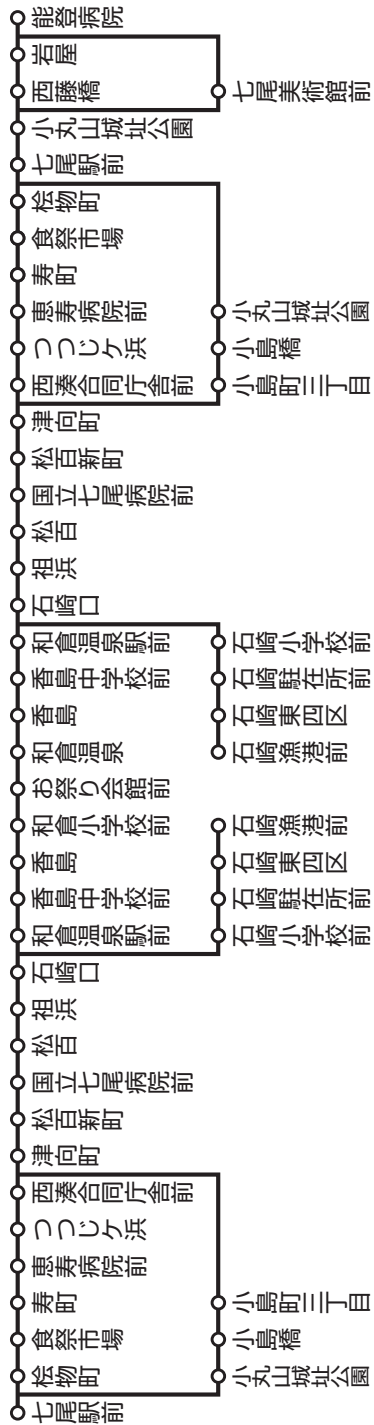 能登病院
岩屋
西藤橋
七尾美術館前
小丸山城址公園
七尾駅前
桧物町
食祭市場
寿町
恵寿病院前
小丸山城址公園
つつじケ浜
小島橋
西湊合同庁舎前
小島町三丁目
津向町
松百新町
国立七尾病院前
松百
祖浜
石崎口
和倉温泉駅前
石崎小学校前
香島中学校前
石崎駐在所前
香島
石崎東四区
和倉温泉
石崎漁港前
お祭り会館前
和倉小学校前
石崎漁港前
香島
石崎東四区
香島中学校前
石崎駐在所前
和倉温泉駅前
石崎小学校前
石崎口
祖浜
松百
国立七尾病院前
松百新町
津向町
西湊合同庁舎前
つつじケ浜
恵寿病院前
寿町
小島町三丁目
食祭市場
小島橋
桧物町
小丸山城址公園
七尾駅前